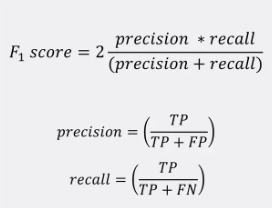 F₁ score = 2 (precision * recall) / (precision + recall)
precision = (TP / (TP + FP))
recall = (TP / (TP + FN))